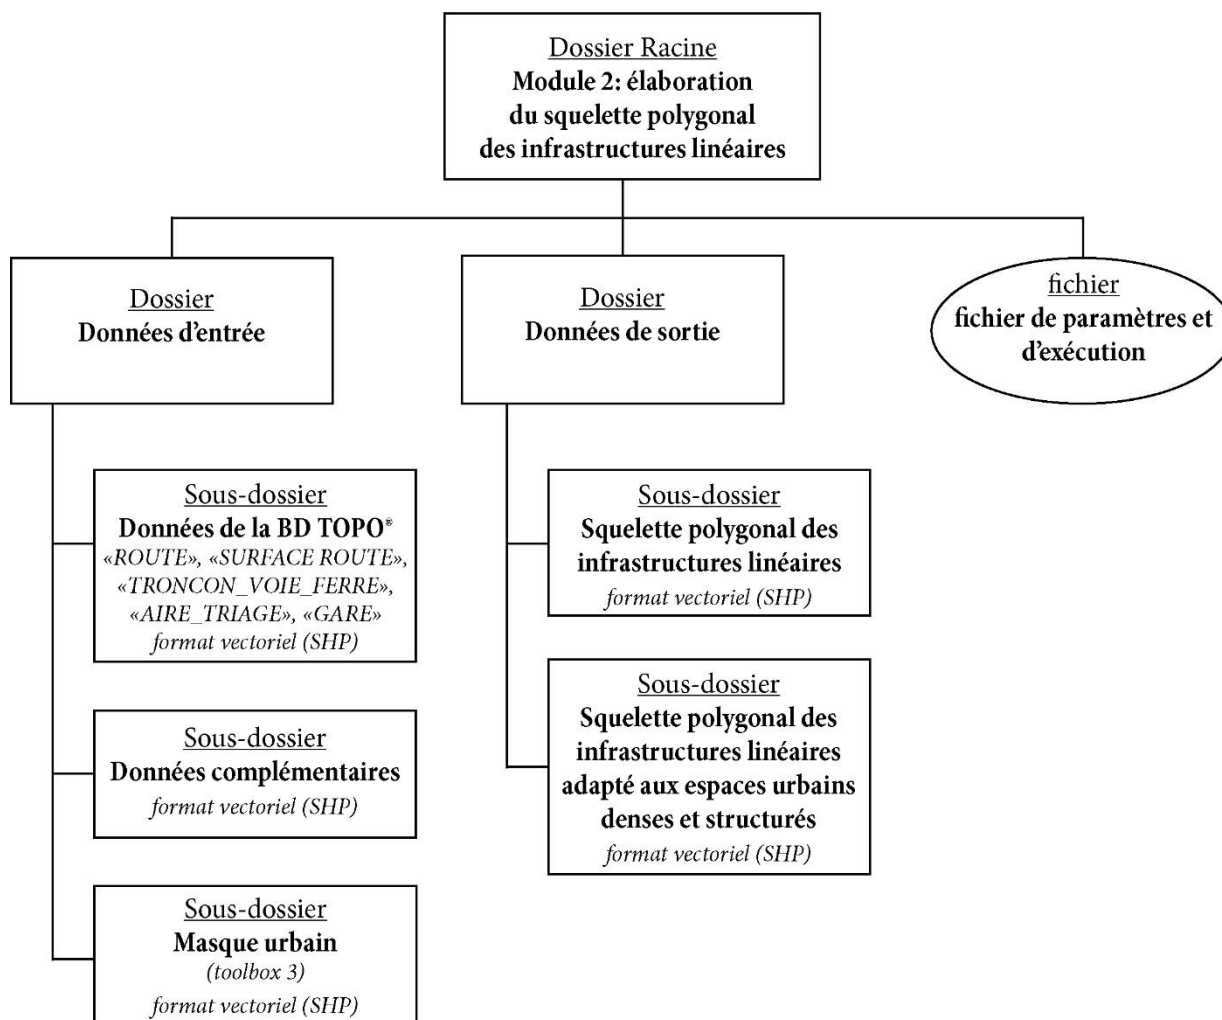 Dossier Racine
Module 2: élaboration
du squelette polygonal
des infrastructures linéaires
Dossier
Données d'entrée
Dossier
Données de sortie
fichier
fichier de paramètres et
d'exécution
Sous-dossier
Données de la BD TOPO®
«ROUTE», «SURFACE ROUTE»,
«TRONCON_VOIE_FERRE»,
«AIRE_TRIAGE», «GARE»
format vectoriel (SHP)
Sous-dossier
Données complémentaires
format vectoriel (SHP)
Sous-dossier
Masque urbain
(toolbox 3)
format vectoriel (SHP)
Sous-dossier
Squelette polygonal des
infrastructures linéaires
format vectoriel (SHP)
Sous-dossier
Squelette polygonal des
infrastructures linéaires
adapté aux espaces urbains
denses et structurés
format vectoriel (SHP)